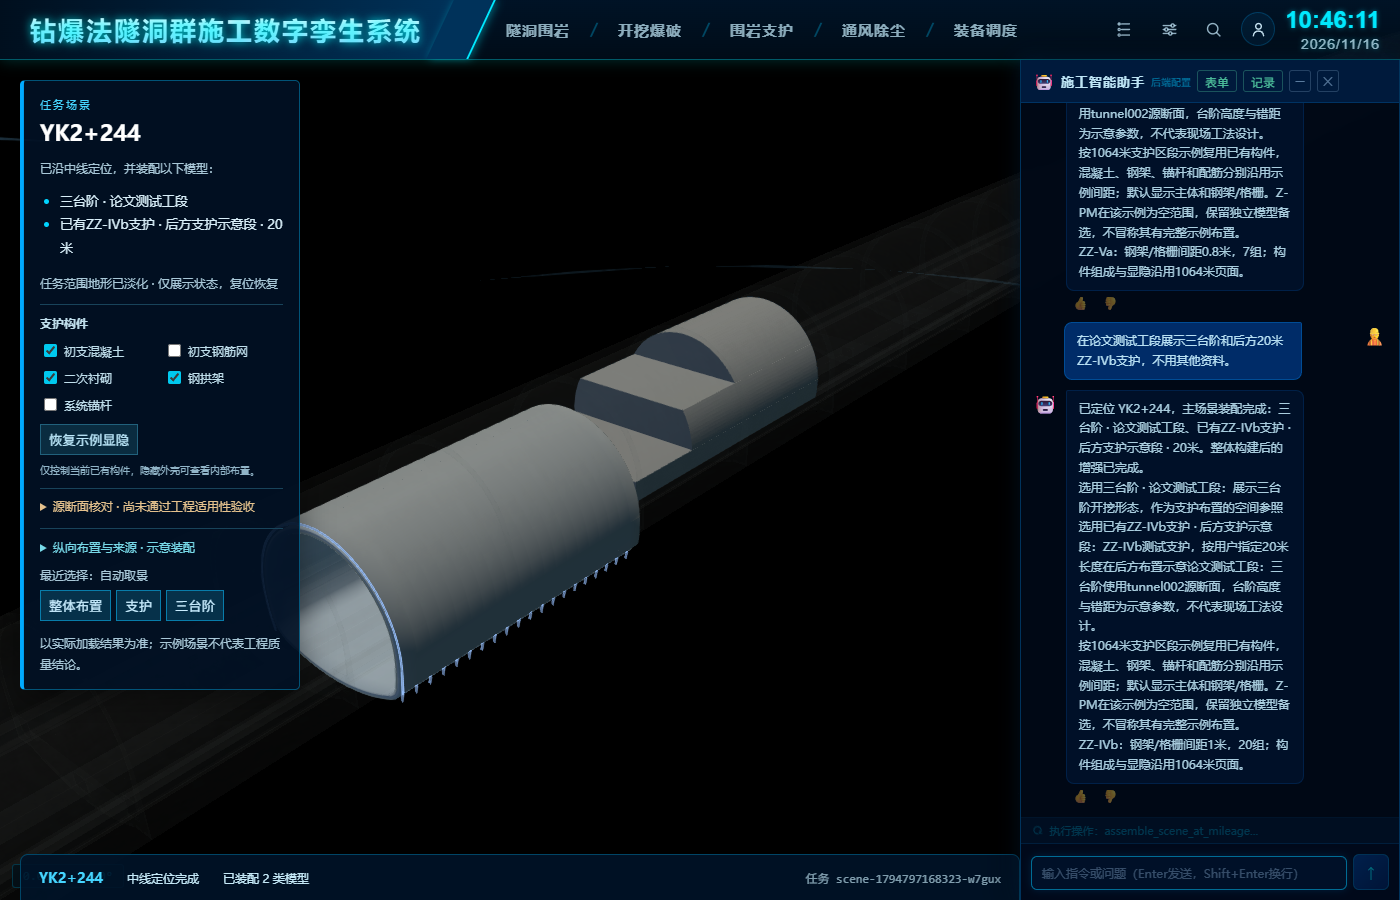 钻爆法隧洞群施工数字孪生系统
隧洞围岩 / 开挖爆破 / 围岩支护 / 通风除尘 / 装备调度
10:46:11
2026/11/16
任务场景
YK2+244
已沿中线定位，并装配以下模型：
三台阶 · 论文测试工段
已有ZZ-IVb支护 · 后方支护示意段 · 20
米
任务范围地形已淡化 · 仅展示状态，复位恢复
支护构件
初支混凝土 初支钢筋网
二次衬砌 钢拱架
系统锚杆
恢复示例显隐
仅控制当前已有构件，隐藏外壳可查看内部布置。
源断面核对 · 尚未通过工程适用性验收
纵向布置与来源 · 示意装配
最近选择：自动取景
整体布置 支护 三台阶
以实际加载结果为准；示例场景不代表工程质
量结论。
YK2+244 中线定位完成 已装配 2 类模型 任务 scene-1794797168323-w7gux
施工智能助手 后端配置 表单 记录
用tunnel002源断面，台阶高度与错距
为示意参数，不代表现场工法设计。
按1064米支护区段示例复用已有构件，
混凝土、钢架、锚杆和配筋分别沿用示
例间距；默认显示主体和钢架/格栅。Z-
PM在该示例为空范围，保留独立模型备
选，不冒称其有完整示例布置。
ZZ-Va：钢架/格栅间距0.8米，7组；构
件组成与显隐沿用1064米页面。
在论文测试工段展示三台阶和后方20米
ZZ-IVb支护，不用其他资料。
已定位 YK2+244，主场景装配完成：三
台阶 · 论文测试工段、已有ZZ-IVb支护 ·
后方支护示意段 · 20米。整体构建后的
增强已完成。
选用三台阶 · 论文测试工段：展示三台
阶开挖形态，作为支护布置的空间参照
选用已有ZZ-IVb支护 · 后方支护示意
段：ZZ-IVb测试支护，按用户指定20米
长度在后方布置示意论文测试工段：三
台阶使用tunnel002源断面，台阶高度
与错距为示意参数，不代表现场工法设
计。
按1064米支护区段示例复用已有构件，
混凝土、钢架、锚杆和配筋分别沿用示
例间距；默认显示主体和钢架/格栅。Z-
PM在该示例为空范围，保留独立模型备
选，不冒称其有完整示例布置。
ZZ-IVb：钢架/格栅间距1米，20组；构
件组成与显隐沿用1064米页面。
执行操作：assemble_scene_at_mileage...
输入指令或问题（Enter发送，Shift+Enter换行）